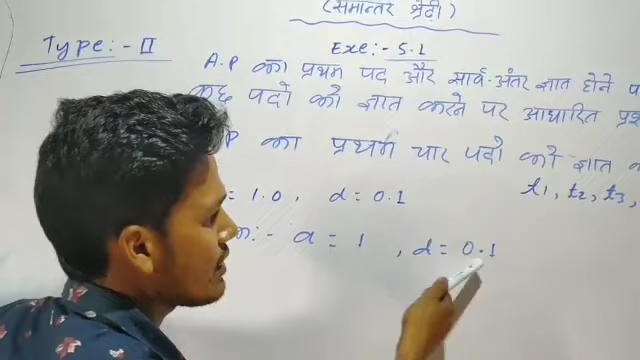 (समान्तर श्रेढ़ी)
Type:- II
Exe:- 5.1
A.P का प्रथम पद और सार्व-अंतर ज्ञात होने
कुछ पदों को ज्ञात करने पर आधारित
P का प्रथम चार पदों को ज्ञात
= 1.0, d = 0.1
t1, t2, t3,
:- a = 1 , d = 0.1